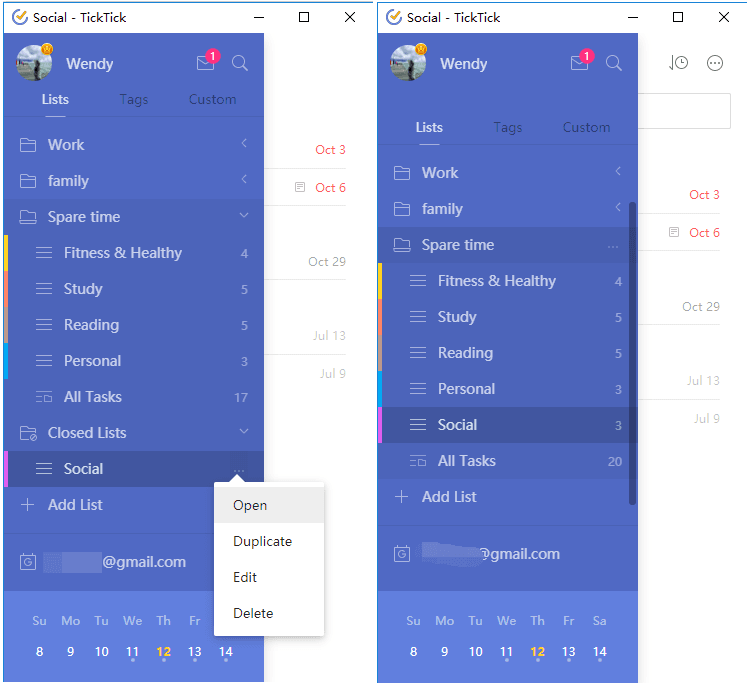 Social - TickTick
Wendy
1
Lists Tags Custom
Work
Oct 3
family
Oct 6
Spare time
Fitness & Healthy 4
Oct 29
Study 5
Reading 5
Jul 13
Personal 3
Jul 9
All Tasks 17
Closed Lists
Social ...
Add List
Open
Duplicate
Edit
Delete
@gmail.com
Su Mo Tu We Th Fr
8 9 10 11 12 13 14
Social - TickTick
Wendy
1
Lists Tags Custom
Work
Oct 3
family
Oct 6
Spare time ...
Fitness & Healthy 4
Oct 29
Study 5
Reading 5
Jul 13
Personal 3
Jul 9
Social 3
All Tasks 20
Add List
G
@gmail.com
Su Mo Tu We Th Fr Sa
8 9 10 11 12 13 14